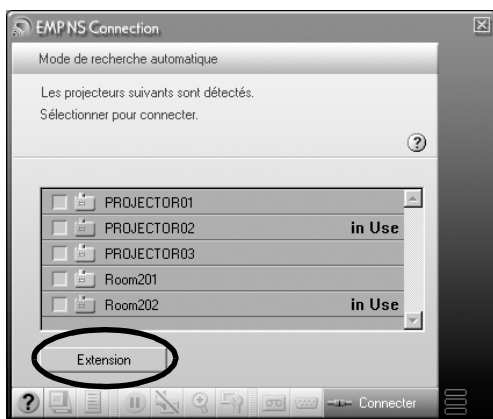 EMP NS Connection
Mode de recherche automatique
Les projecteurs suivants sont détectés.
Sélectionner pour connecter.
?
PROJECTOR01
PROJECTOR02 in Use
PROJECTOR03
Room201
Room202 in Use
Extension
? Connecter